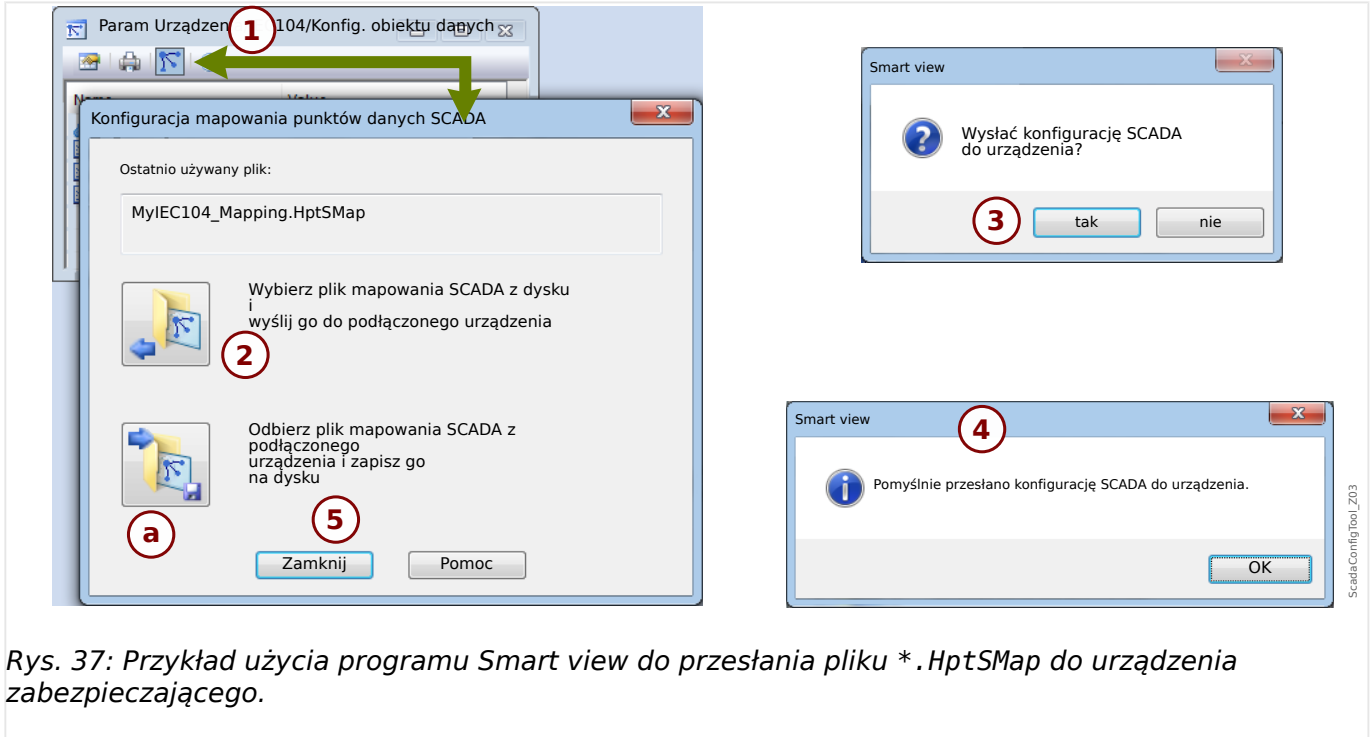 Param Urządzen 104/Konfig. obiektu danych
1
Konfiguracja mapowania punktów danych SCADA
Ostatnio używany plik:
MyIEC104_Mapping.HptSMap
Wybierz plik mapowania SCADA z dysku
i
wyślij go do podłączonego urządzenia
2
Odbierz plik mapowania SCADA z
podłączonego
urządzenia i zapisz go
na dysku
a
5
Zamknij
Pomoc
Smart view
Wysłać konfigurację SCADA
do urządzenia?
3
tak
nie
Smart view
4
Pomyślnie przesłano konfigurację SCADA do urządzenia.
OK
ScadaConfigTool_Z03
Rys. 37: Przykład użycia programu Smart view do przesłania pliku *.HptSMap do urządzenia
zabezpieczającego.